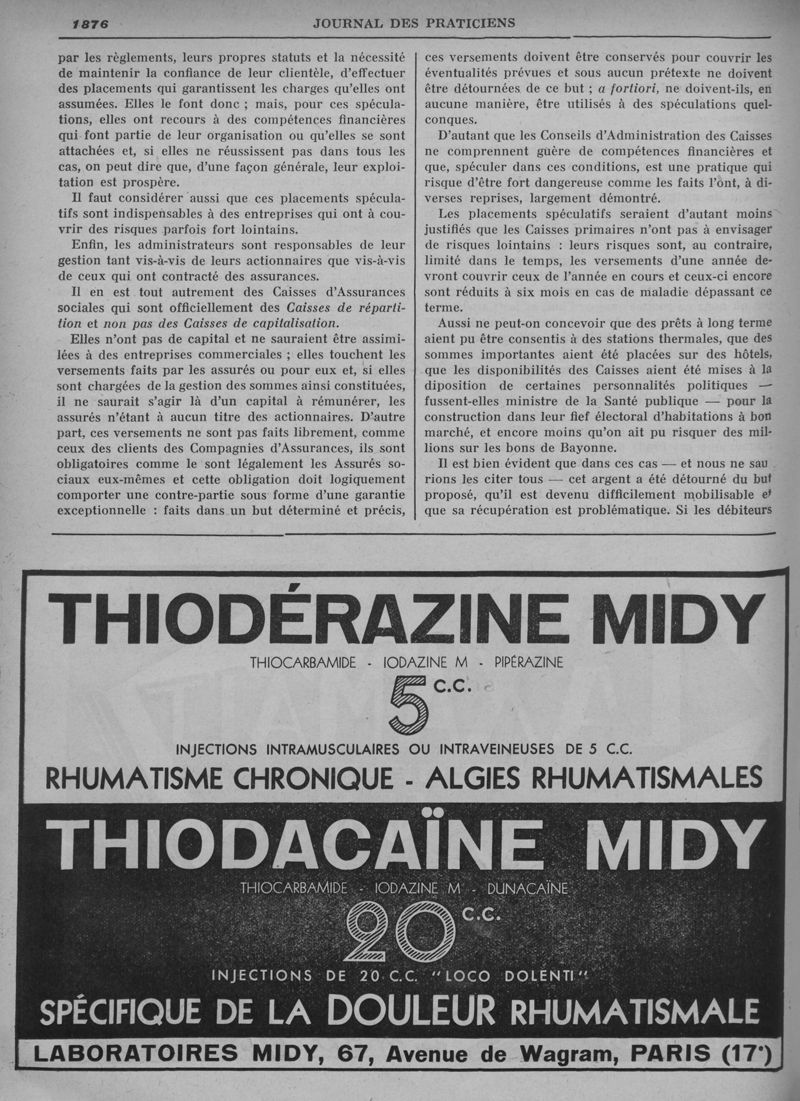 1876
JOURNAL DES PRATICIENS
par les règlements, leurs propres statuts et la nécessité
de maintenir la confiance de leur clientèle, d'effectuer
des placements qui garantissent les charges qu'elles ont
assumées. Elles le font donc ; mais, pour ces spécula-
tions, elles ont recours à des compétences financières
qui font partie de leur organisation ou qu'elles se sont
attachées et, si elles ne réussissent pas dans tous les
cas, on peut dire que, d'une façon générale, leur exploi-
tation est prospère.
Il faut considérer aussi que ces placements spécula-
tifs sont indispensables à des entreprises qui ont à cou-
vrir des risques parfois fort lointains.
Enfin, les administrateurs sont responsables de leur
gestion tant vis-à-vis de leurs actionnaires que vis-à-vis
de ceux qui ont contracté des assurances.
Il en est tout autrement des Caisses d'Assurances
sociales qui sont officiellement des Caisses de réparti-
tion et non pas des Caisses de capitalisation.
Elles n'ont pas de capital et ne sauraient être assimi-
lées à des entreprises commerciales ; elles touchent les
versements faits par les assurés ou pour eux et, si elles
sont chargées de la gestion des sommes ainsi constituées,
il ne saurait s'agir là d'un capital à rémunérer, les
assurés n'étant à aucun titre des actionnaires. D'autre
part, ces versements ne sont pas faits librement, comme
ceux des clients des Compagnies d'Assurances, ils sont
obligatoires comme le sont légalement les Assurés so-
ciaux eux-mêmes et cette obligation doit logiquement
comporter une contre-partie sous forme d'une garantie
exceptionnelle : faits dans un but déterminé et précis,
ces versements doivent être conservés pour couvrir les
éventualités prévues et sous aucun prétexte ne doivent
être détournées de ce but ; a fortiori, ne doivent-ils, en
aucune manière, être utilisés à des spéculations quel-
conques.
D'autant que les Conseils d'Administration des Caisses
ne comprennent guère de compétences financières et
que, spéculer dans ces conditions, est une pratique qui
risque d'être fort dangereuse comme les faits l'ont, à di-
verses reprises, largement démontré.
Les placements spéculatifs seraient d'autant moins
justifiés que les Caisses primaires n'ont pas à envisager
de risques lointains : leurs risques sont, au contraire,
limité dans le temps, les versements d'une année de-
vront couvrir ceux de l'année en cours et ceux-ci encore
sont réduits à six mois en cas de maladie dépassant ce
terme.
Aussi ne peut-on concevoir que des prêts à long terme
aient pu être consentis à des stations thermales, que des
sommes importantes aient été placées sur des hôtels,
que les disponibilités des Caisses aient été mises à la
diposition de certaines personnalités politiques —
fussent-elles ministre de la Santé publique — pour la
construction dans leur fief électoral d'habitations à bon
marché, et encore moins qu'on ait pu risquer des mil-
lions sur les bons de Bayonne.
Il est bien évident que dans ces cas — et nous ne sau
rions les citer tous — cet argent a été détourné du but
proposé, qu'il est devenu difficilement mobilisable et
que sa récupération est problématique. Si les débiteurs
THIODÉRAZINE MIDY
THIOCARBAMIDE - IODAZINE M - PIPÉRAZINE
5 C.C.
INJECTIONS INTRAMUSCULAIRES OU INTRAVEINEUSES DE 5 C.C.
RHUMATISME CHRONIQUE - ALGIES RHUMATISMALES
THIODACAÏNE MIDY
THIOCARBAMIDE - IODAZINE M - DUNACAÏNE
20 C.C.
INJECTIONS DE 20 C.C. "LOCO DOLENTI"
SPÉCIFIQUE DE LA DOULEUR RHUMATISMALE
LABORATOIRES MIDY, 67, Avenue de Wagram, PARIS (17e)